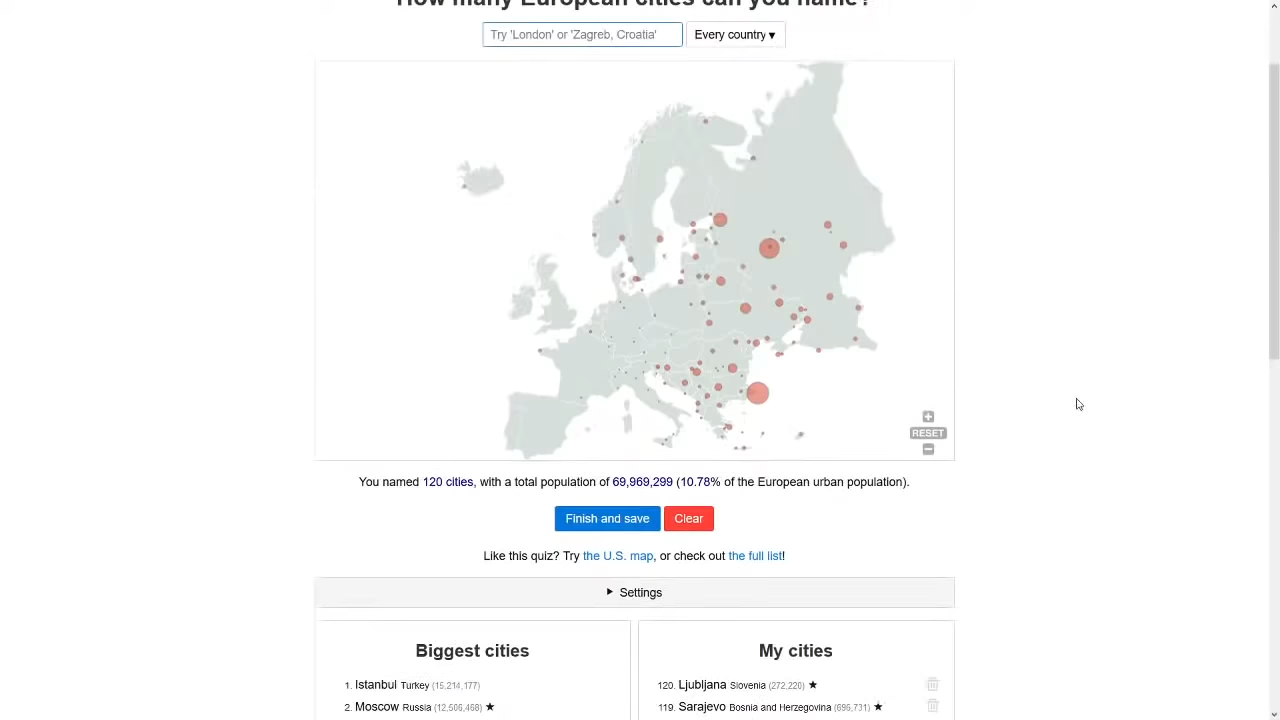 How many European cities can you name?
Try 'London' or 'Zagreb, Croatia'
Every country ▼
RESET
You named 120 cities, with a total population of 69,969,299 (10.78% of the European urban population).
Finish and save
Clear
Like this quiz? Try the U.S. map, or check out the full list!
Settings
Biggest cities
1. Istanbul Turkey (15,214,177)
2. Moscow Russia (12,506,468) ★
My cities
120. Ljubljana Slovenia (272,220) ★
119. Sarajevo Bosnia and Herzegovina (696,731) ★